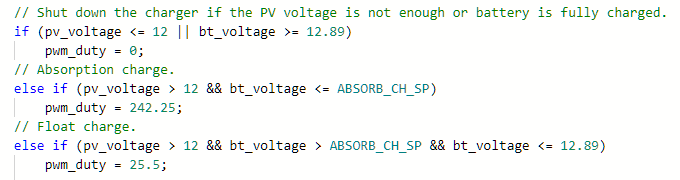 // Shut down the charger if the PV voltage is not enough or battery is fully charged.
if (pv_voltage <= 12 || bt_voltage >= 12.89)
    pwm_duty = 0;
// Absorption charge.
else if (pv_voltage > 12 && bt_voltage <= ABSORB_CH_SP)
    pwm_duty = 242.25;
// Float charge.
else if (pv_voltage > 12 && bt_voltage > ABSORB_CH_SP && bt_voltage <= 12.89)
    pwm_duty = 25.5;